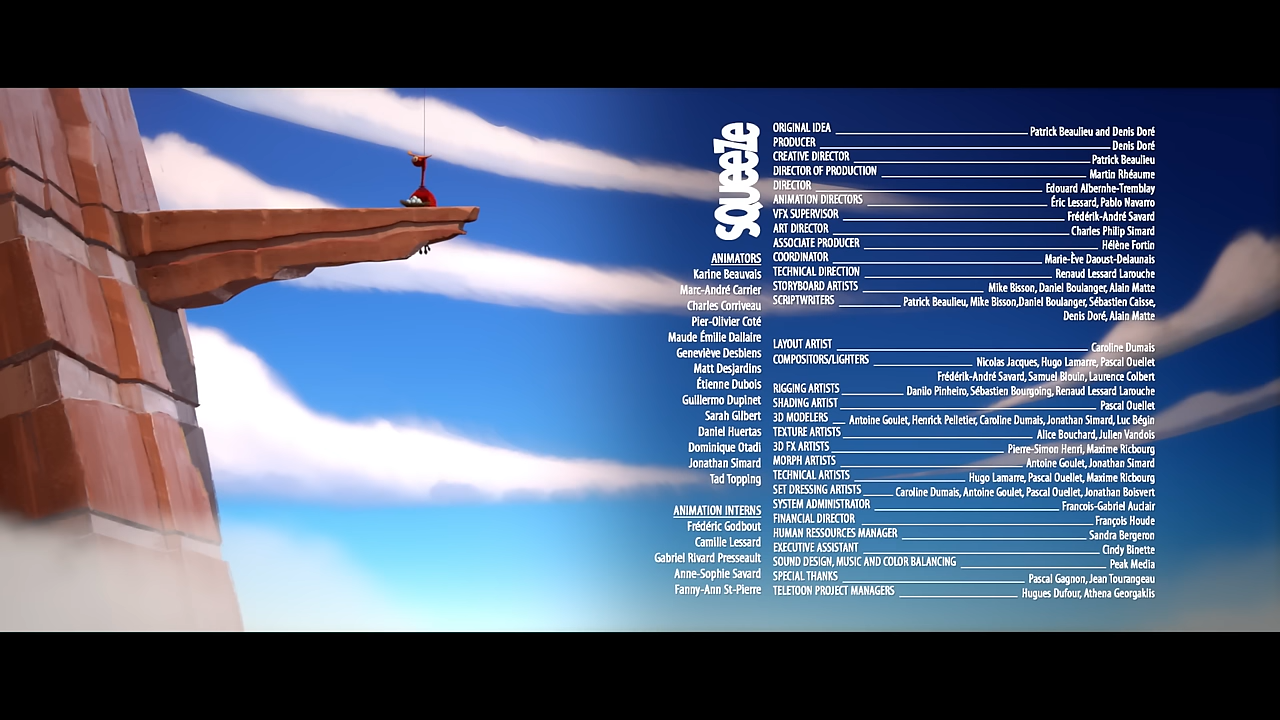 squeeze
ANIMATORS
Karine Beauvais
Marc-André Carrier
Charles Corriveau
Pier-Olivier Coté
Maude Émilie Dallaire
Geneviève Desbiens
Matt Desjardins
Étienne Dubois
Guillermo Dupinet
Sarah Gilbert
Daniel Huertas
Dominique Otadi
Jonathan Simard
Tad Topping
ANIMATION INTERNS
Frédéric Godbout
Camille Lessard
Gabriel Rivard Presseault
Anne-Sophie Savard
Fanny-Ann St-Pierre
ORIGINAL IDEA Patrick Beaulieu and Denis Doré
PRODUCER Denis Doré
CREATIVE DIRECTOR Patrick Beaulieu
DIRECTOR OF PRODUCTION Martin Rhéaume
DIRECTOR Edouard Albernhe-Tremblay
ANIMATION DIRECTORS Éric Lessard, Pablo Navarro
VFX SUPERVISOR Frédérik-André Savard
ART DIRECTOR Charles Philip Simard
ASSOCIATE PRODUCER Hélène Fortin
COORDINATOR Marie-Ève Daoust-Delaunais
TECHNICAL DIRECTION Renaud Lessard Larouche
STORYBOARD ARTISTS Mike Bisson, Daniel Boulanger, Alain Matte
SCRIPTWRITERS Patrick Beaulieu, Mike Bisson,Daniel Boulanger, Sébastien Caisse,
Denis Doré, Alain Matte
LAYOUT ARTIST Caroline Dumais
COMPOSITORS/LIGHTERS Nicolas Jacques, Hugo Lamarre, Pascal Ouellet
Frédérik-André Savard, Samuel Blouin, Laurence Colbert
RIGGING ARTISTS Danilo Pinheiro, Sébastien Bourgoing, Renaud Lessard Larouche
SHADING ARTIST Pascal Ouellet
3D MODELERS Antoine Goulet, Henrick Pelletier, Caroline Dumais, Jonathan Simard, Luc Bégin
TEXTURE ARTISTS Alice Bouchard, Julien Vandois
3D FX ARTISTS Pierre-Simon Henri, Maxime Ricbourg
MORPH ARTISTS Antoine Goulet, Jonathan Simard
TECHNICAL ARTISTS Hugo Lamarre, Pascal Ouellet, Maxime Ricbourg
SET DRESSING ARTISTS Caroline Dumais, Antoine Goulet, Pascal Ouellet, Jonathan Boisvert
SYSTEM ADMINISTRATOR Francois-Gabriel Auclair
FINANCIAL DIRECTOR François Houde
HUMAN RESSOURCES MANAGER Sandra Bergeron
EXECUTIVE ASSISTANT Cindy Binette
SOUND DESIGN, MUSIC AND COLOR BALANCING Peak Media
SPECIAL THANKS Pascal Gagnon, Jean Tourangeau
TELETOON PROJECT MANAGERS Hugues Dufour, Athena Georgaklis